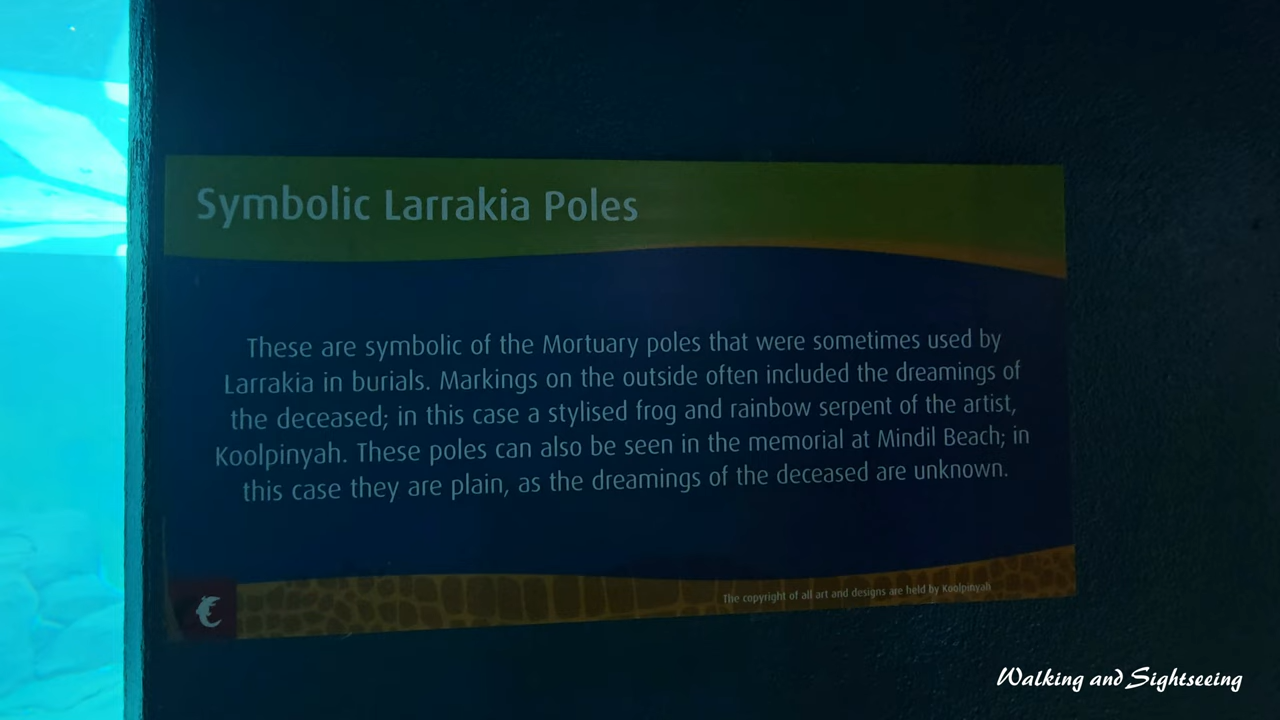 Symbolic Larrakia Poles
These are symbolic of the Mortuary poles that were sometimes used by
Larrakia in burials. Markings on the outside often included the dreamings of
the deceased; in this case a stylised frog and rainbow serpent of the artist,
Koolpinyah. These poles can also be seen in the memorial at Mindil Beach; in
this case they are plain, as the dreamings of the deceased are unknown.
The copyright of all art and designs are held by Koolpinyah
Walking and Sightseeing